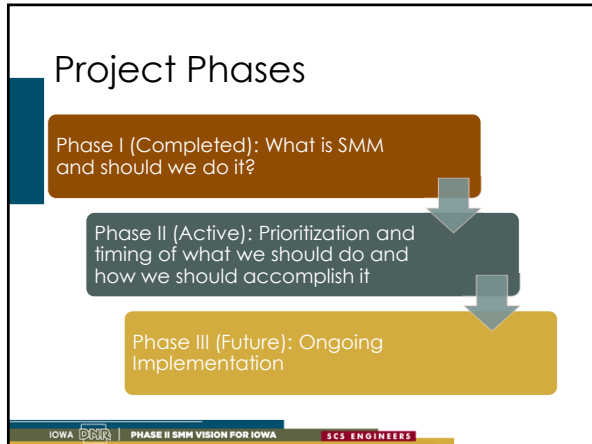 Project Phases
Phase I (Completed): What is SMM
and should we do it?
Phase II (Active): Prioritization and
timing of what we should do and
how we should accomplish it
Phase III (Future): Ongoing
Implementation
IOWA DNR PHASE II SMM VISION FOR IOWA SCS ENGINEERS